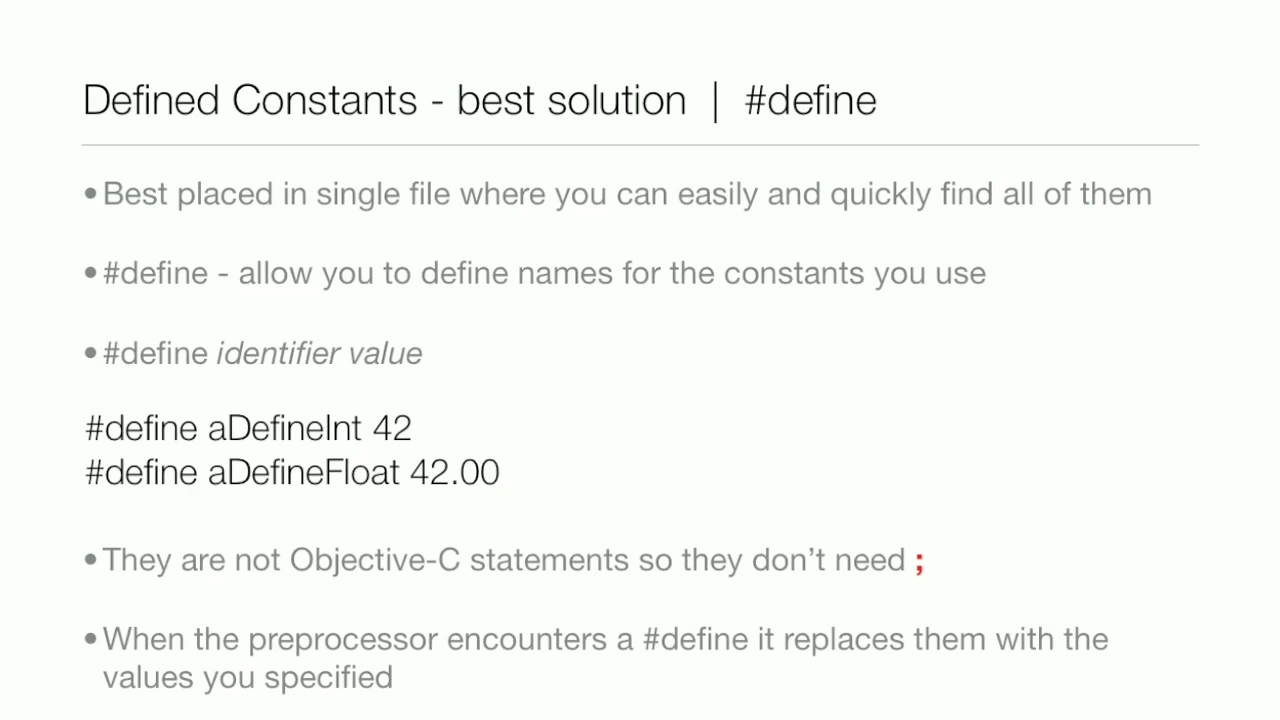 Defined Constants - best solution | #define
•Best placed in single file where you can easily and quickly find all of them
•#define - allow you to define names for the constants you use
•#define identifier value
#define aDefineInt 42
#define aDefineFloat 42.00
•They are not Objective-C statements so they don’t need ;
•When the preprocessor encounters a #define it replaces them with the
values you specified